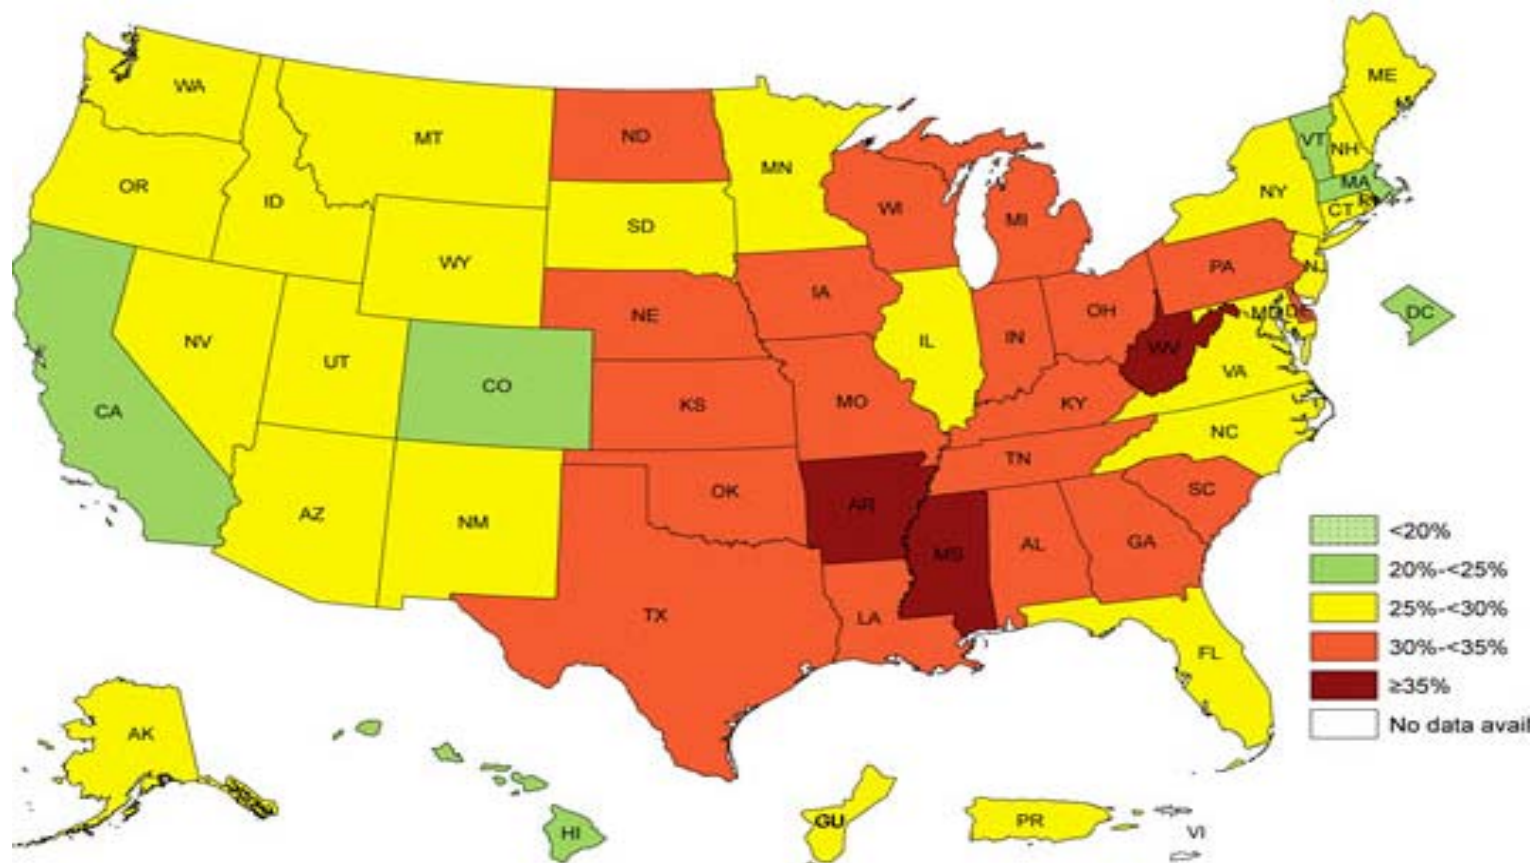 WA
MT
ND
MN
ME
OR
ID
SD
WI
MI
NY
VT
NH
MA
CT
WY
NE
IA
PA
NJ
NV
UT
CO
KS
MO
IL
IN
OH
WV
MD
DE
DC
CA
VA
KY
NC
AZ
NM
OK
AR
TN
SC
TX
LA
MS
AL
GA
FL
AK
HI
GU
PR
VI
<20%
20%-<25%
25%-<30%
30%-<35%
≥35%
No data avail